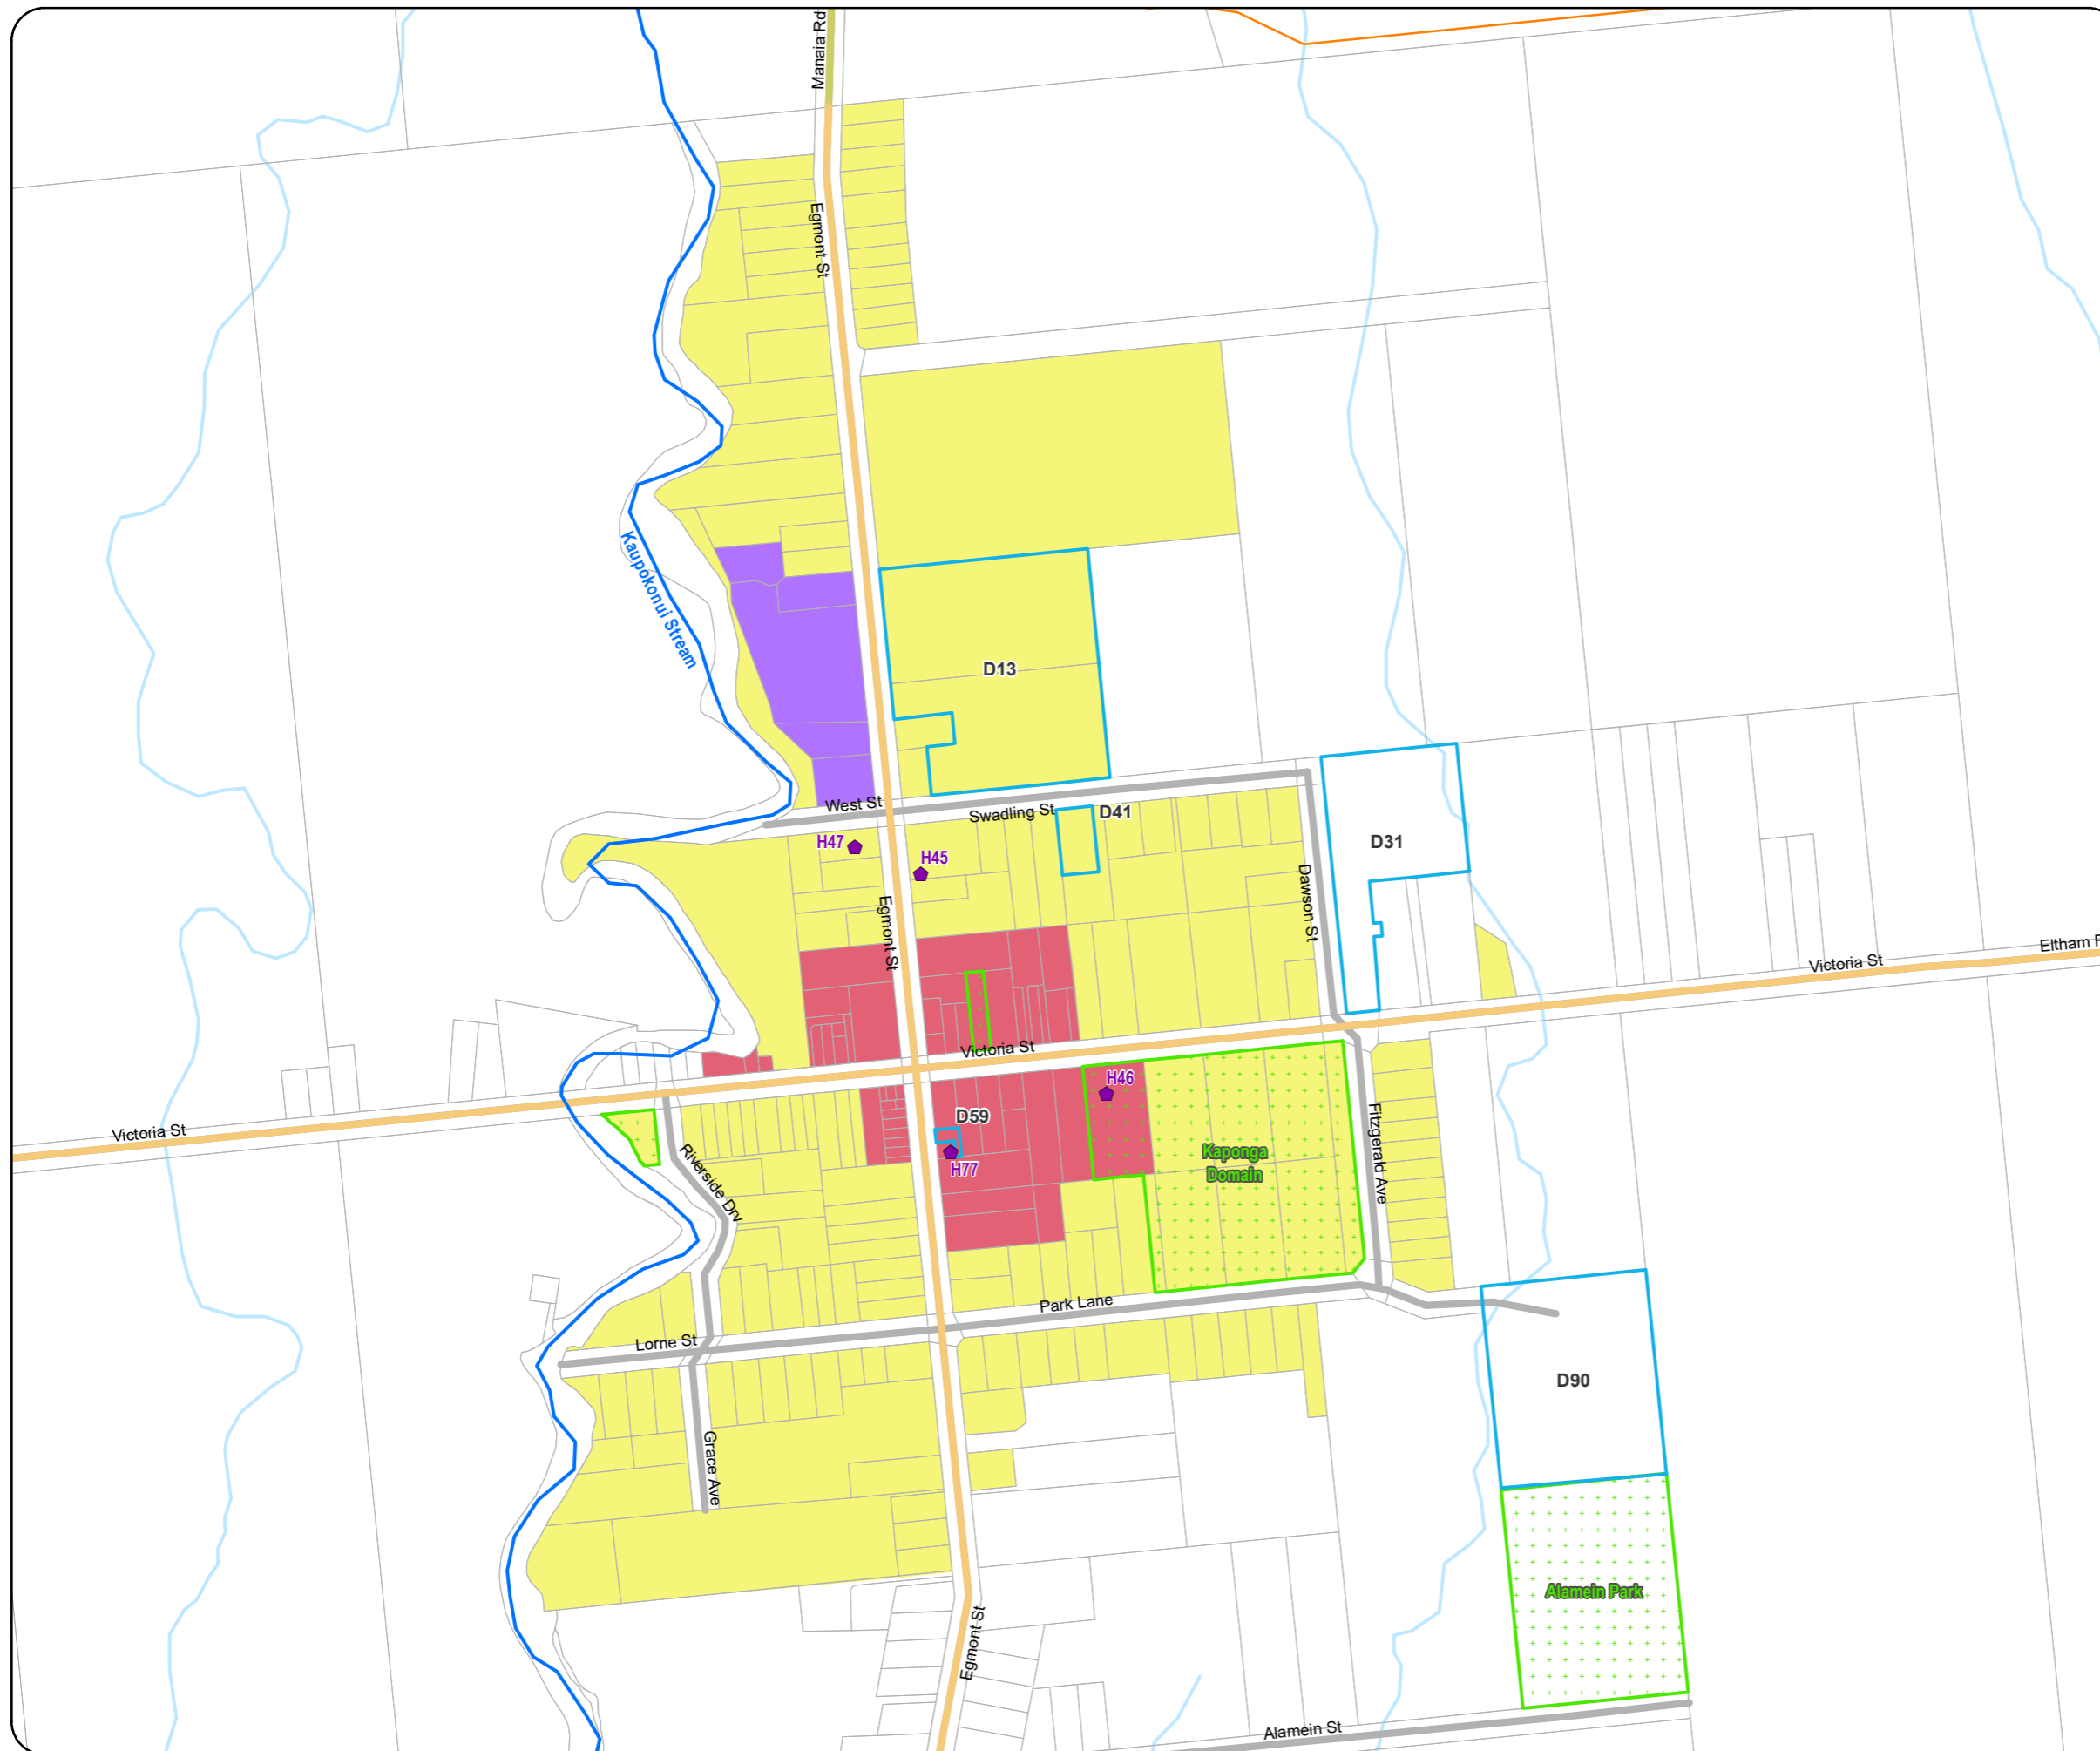 Manaia Rd
Egmont St
Kaupokonui Stream
D13
West St
Swadling St
D41
H47
H45
D31
Dawson St
Egmont St
Victoria St
Eltham
Victoria St
H46
D59
Victoria St
H77
Kaponga
Domain
Fitzgerald Ave
Riverside Drv
Park Lane
Lorne St
D90
Grace Ave
Alamein Park
Egmont St
Alamein St